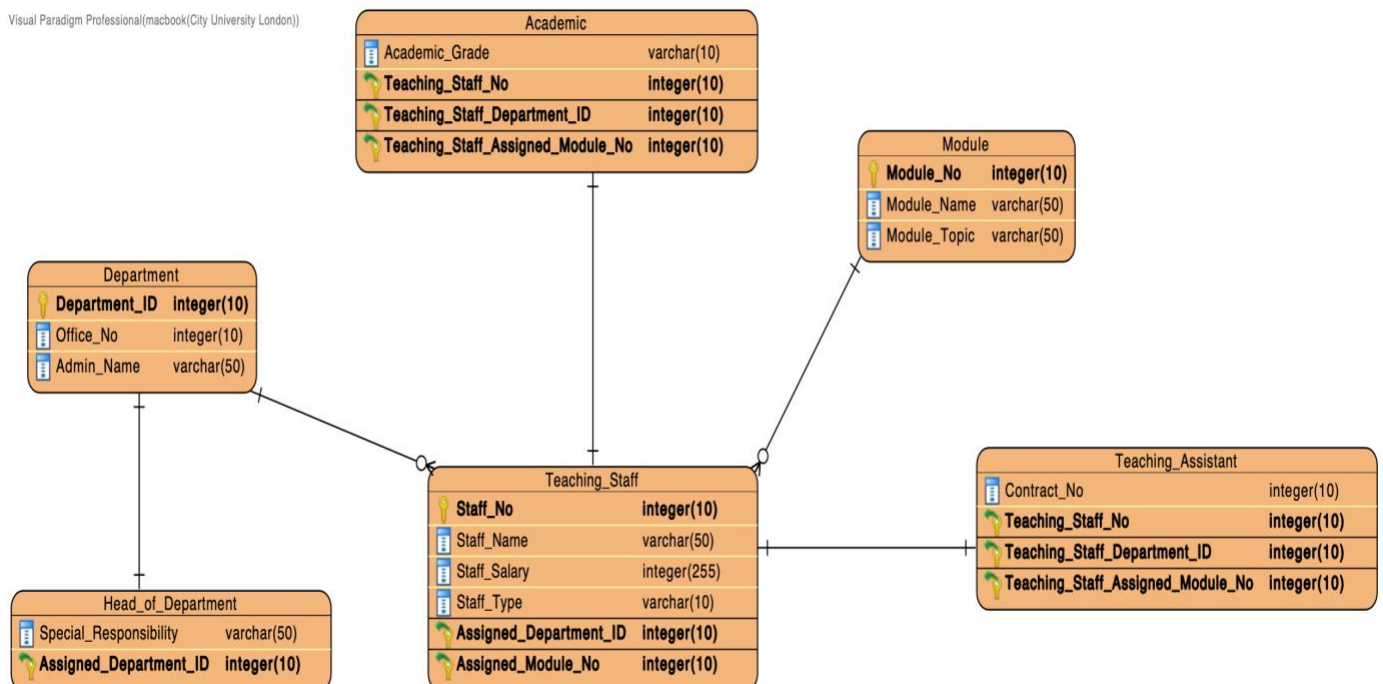 Visual Paradigm Professional(macbook(City University London))
Academic
Academic_Grade varchar(10)
Teaching_Staff_No integer(10)
Teaching_Staff_Department_ID integer(10)
Teaching_Staff_Assigned_Module_No integer(10)
Module
Module_No integer(10)
Module_Name varchar(50)
Module_Topic varchar(50)
Department
Department_ID integer(10)
Office_No integer(10)
Admin_Name varchar(50)
Teaching_Staff
Staff_No integer(10)
Staff_Name varchar(50)
Staff_Salary integer(255)
Staff_Type varchar(10)
Assigned_Department_ID integer(10)
Assigned_Module_No integer(10)
Teaching_Assistant
Contract_No integer(10)
Teaching_Staff_No integer(10)
Teaching_Staff_Department_ID integer(10)
Teaching_Staff_Assigned_Module_No integer(10)
Head_of_Department
Special_Responsibility varchar(50)
Assigned_Department_ID integer(10)